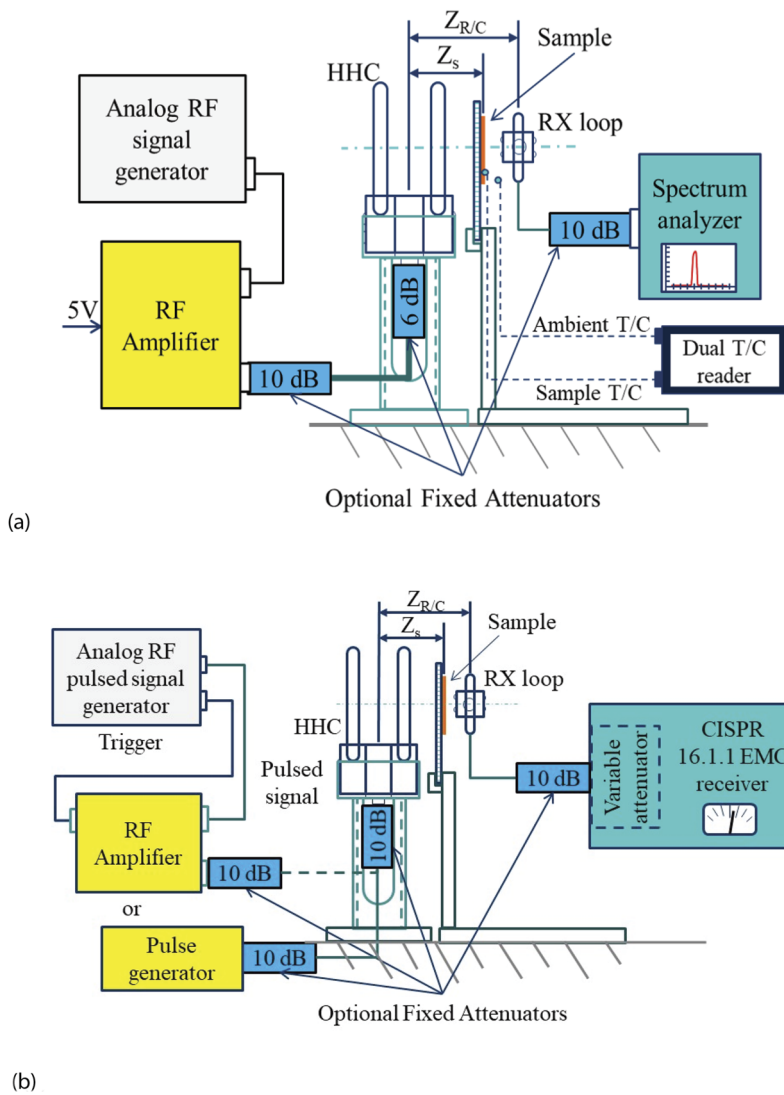 Z_R/C
Z_s
Sample
HHC
Analog RF
signal
generator
RX loop
Spectrum
analyzer
10 dB
6 dB
5V
RF
Amplifier
10 dB
Ambient T/C
Dual T/C
reader
Sample T/C
Optional Fixed Attenuators
(a)
Z_R/C
Z_s
Sample
Analog RF
pulsed signal
generator
Trigger
RX loop
HHC
Pulsed
signal
CISPR
16.1.1 EMC
receiver
Variable
attenuator
10 dB
10 dB
RF
Amplifier
10 dB
or
Pulse
generator
10 dB
Optional Fixed Attenuators
(b)